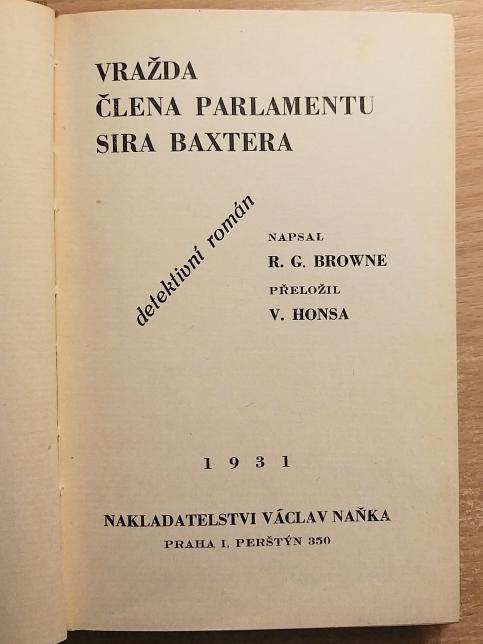 VRAŽDA
ČLENA PARLAMENTU
SIRA BAXTERA
detektivní román
NAPSAL
R. G. BROWNE
PŘELOŽIL
V. HONSA
1931
NAKLADATELSTVI VÁCLAV NAŇKA
PRAHA I, PERŠTÝN 350